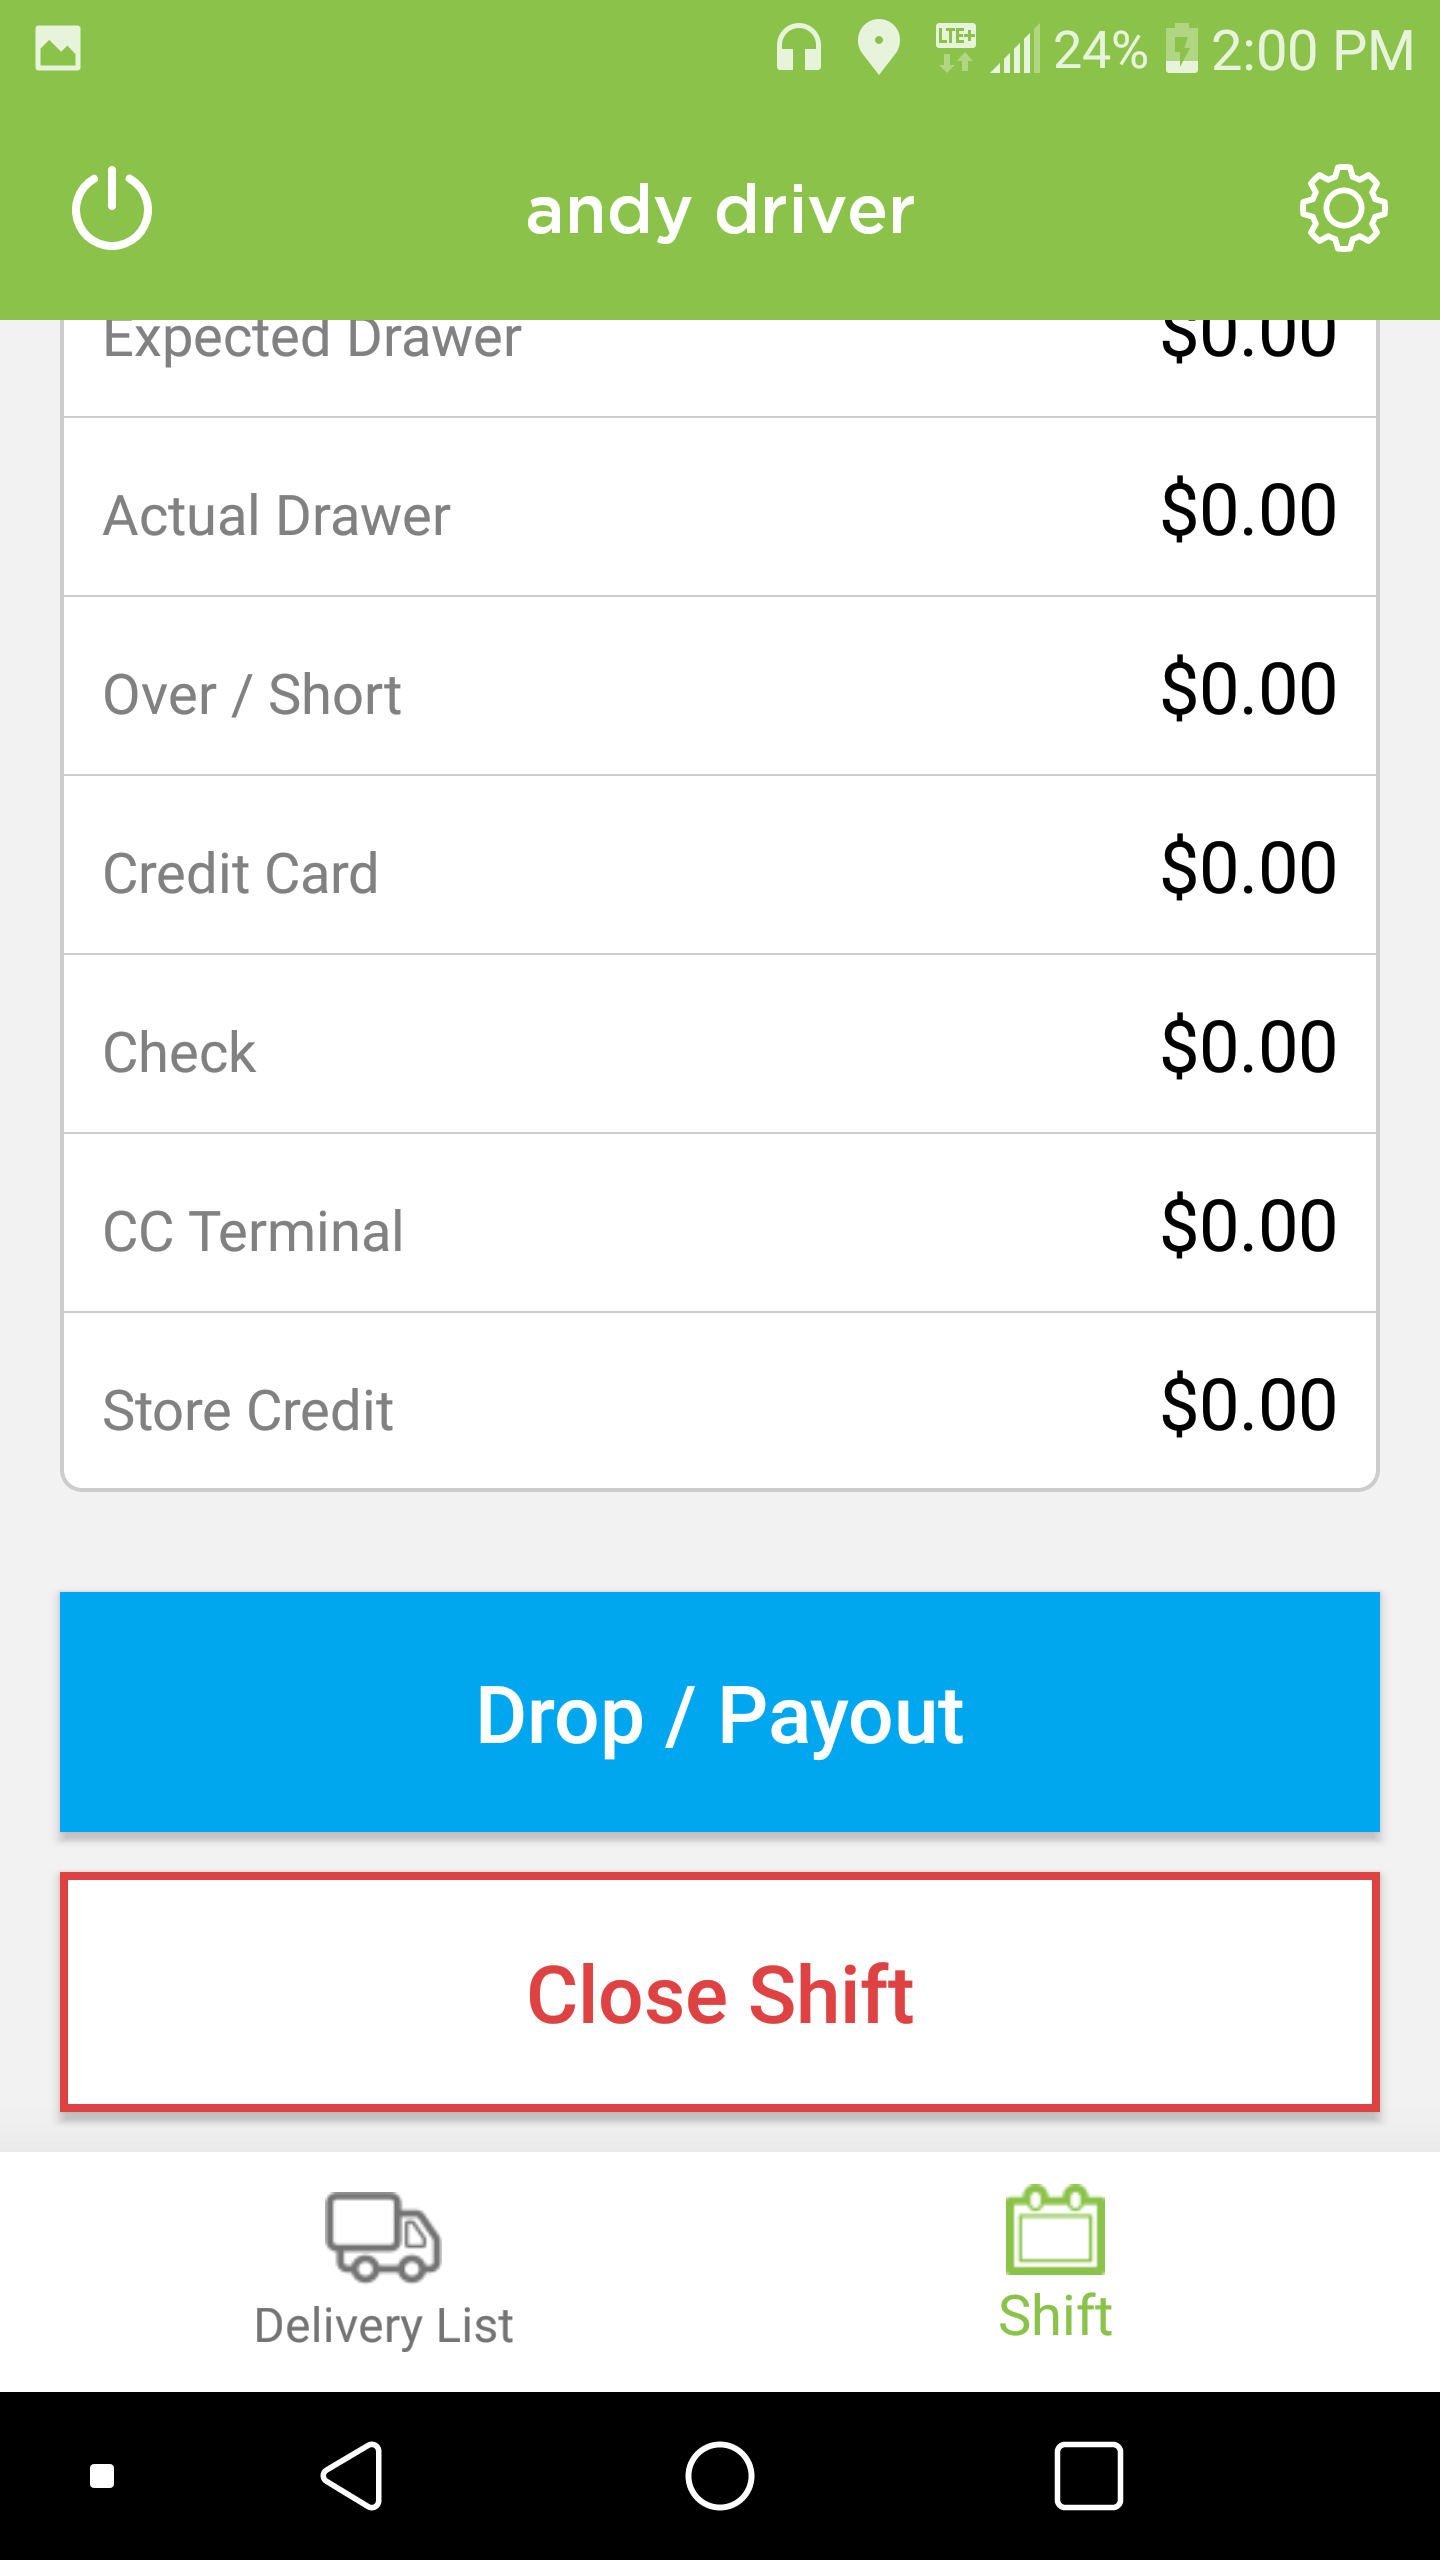 LTE+ 24% 2:00 PM
andy driver
Expected Drawer $0.00
Actual Drawer $0.00
Over / Short $0.00
Credit Card $0.00
Check $0.00
CC Terminal $0.00
Store Credit $0.00
Drop / Payout
Close Shift
Delivery List Shift